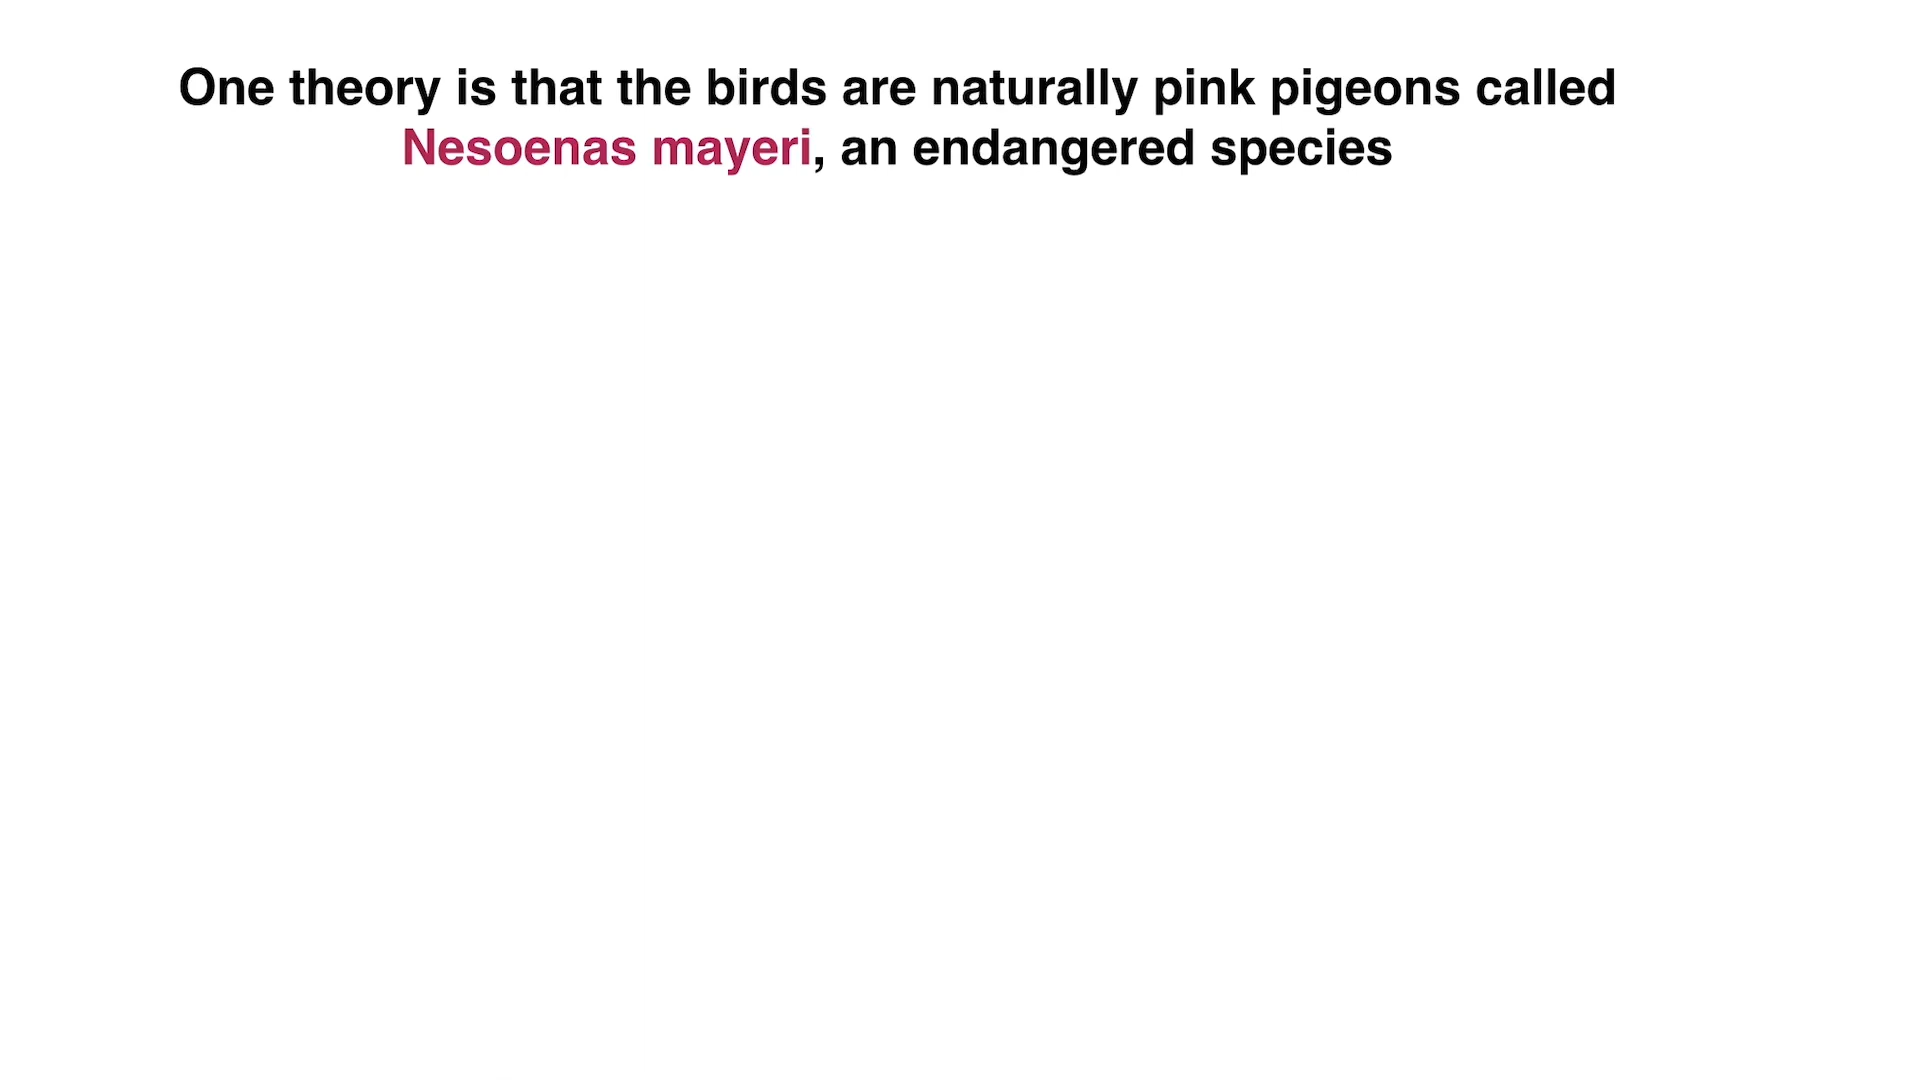 One theory is that the birds are naturally pink pigeons called
Nesoenas mayeri, an endangered species